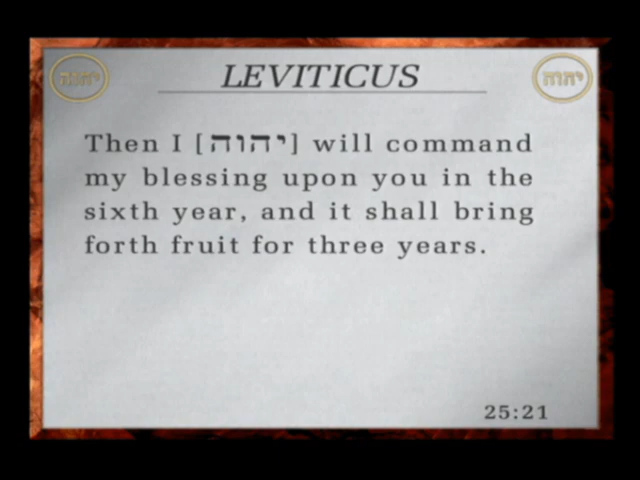 יהוה LEVITICUS יהוה
Then I [יהוה] will command
my blessing upon you in the
sixth year, and it shall bring
forth fruit for three years.
25:21